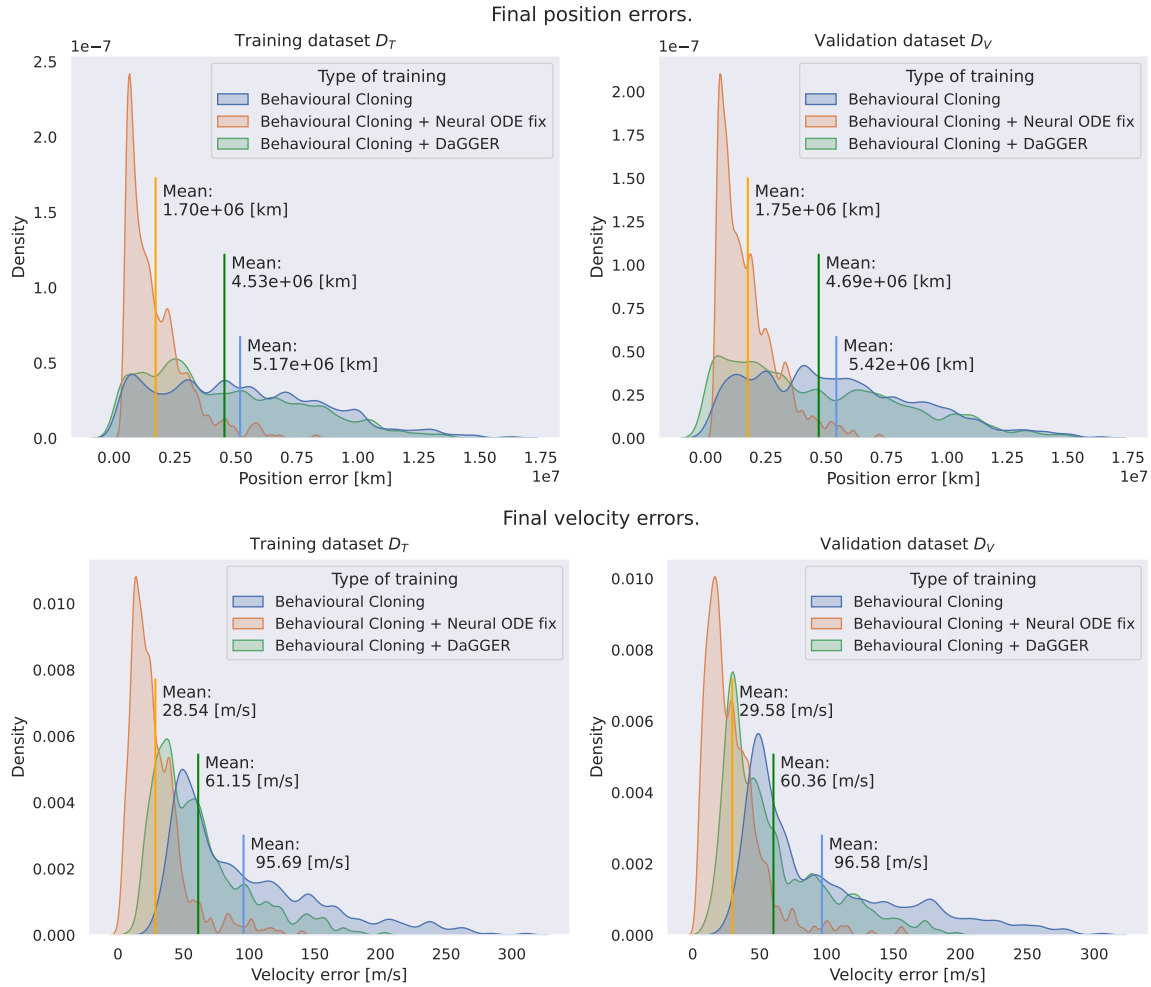 Final position errors.
Training dataset D_T
1e−7
2.5
2.0
1.5
1.0
0.5
0.0
Density
Type of training
Behavioural Cloning
Behavioural Cloning + Neural ODE fix
Behavioural Cloning + DaGGER
Mean:
1.70e+06 [km]
Mean:
4.53e+06 [km]
Mean:
5.17e+06 [km]
0.00 0.25 0.50 0.75 1.00 1.25 1.50 1.75
1e7
Position error [km]
Validation dataset D_V
1e−7
2.00
1.75
1.50
1.25
1.00
0.75
0.50
0.25
0.00
Density
Type of training
Behavioural Cloning
Behavioural Cloning + Neural ODE fix
Behavioural Cloning + DaGGER
Mean:
1.75e+06 [km]
Mean:
4.69e+06 [km]
Mean:
5.42e+06 [km]
0.00 0.25 0.50 0.75 1.00 1.25 1.50 1.75
1e7
Position error [km]
Final velocity errors.
Training dataset D_T
0.010
0.008
0.006
0.004
0.002
0.000
Density
Type of training
Behavioural Cloning
Behavioural Cloning + Neural ODE fix
Behavioural Cloning + DaGGER
Mean:
28.54 [m/s]
Mean:
61.15 [m/s]
Mean:
95.69 [m/s]
0 50 100 150 200 250 300
Velocity error [m/s]
Validation dataset D_V
0.010
0.008
0.006
0.004
0.002
0.000
Density
Type of training
Behavioural Cloning
Behavioural Cloning + Neural ODE fix
Behavioural Cloning + DaGGER
Mean:
29.58 [m/s]
Mean:
60.36 [m/s]
Mean:
96.58 [m/s]
0 50 100 150 200 250 300
Velocity error [m/s]